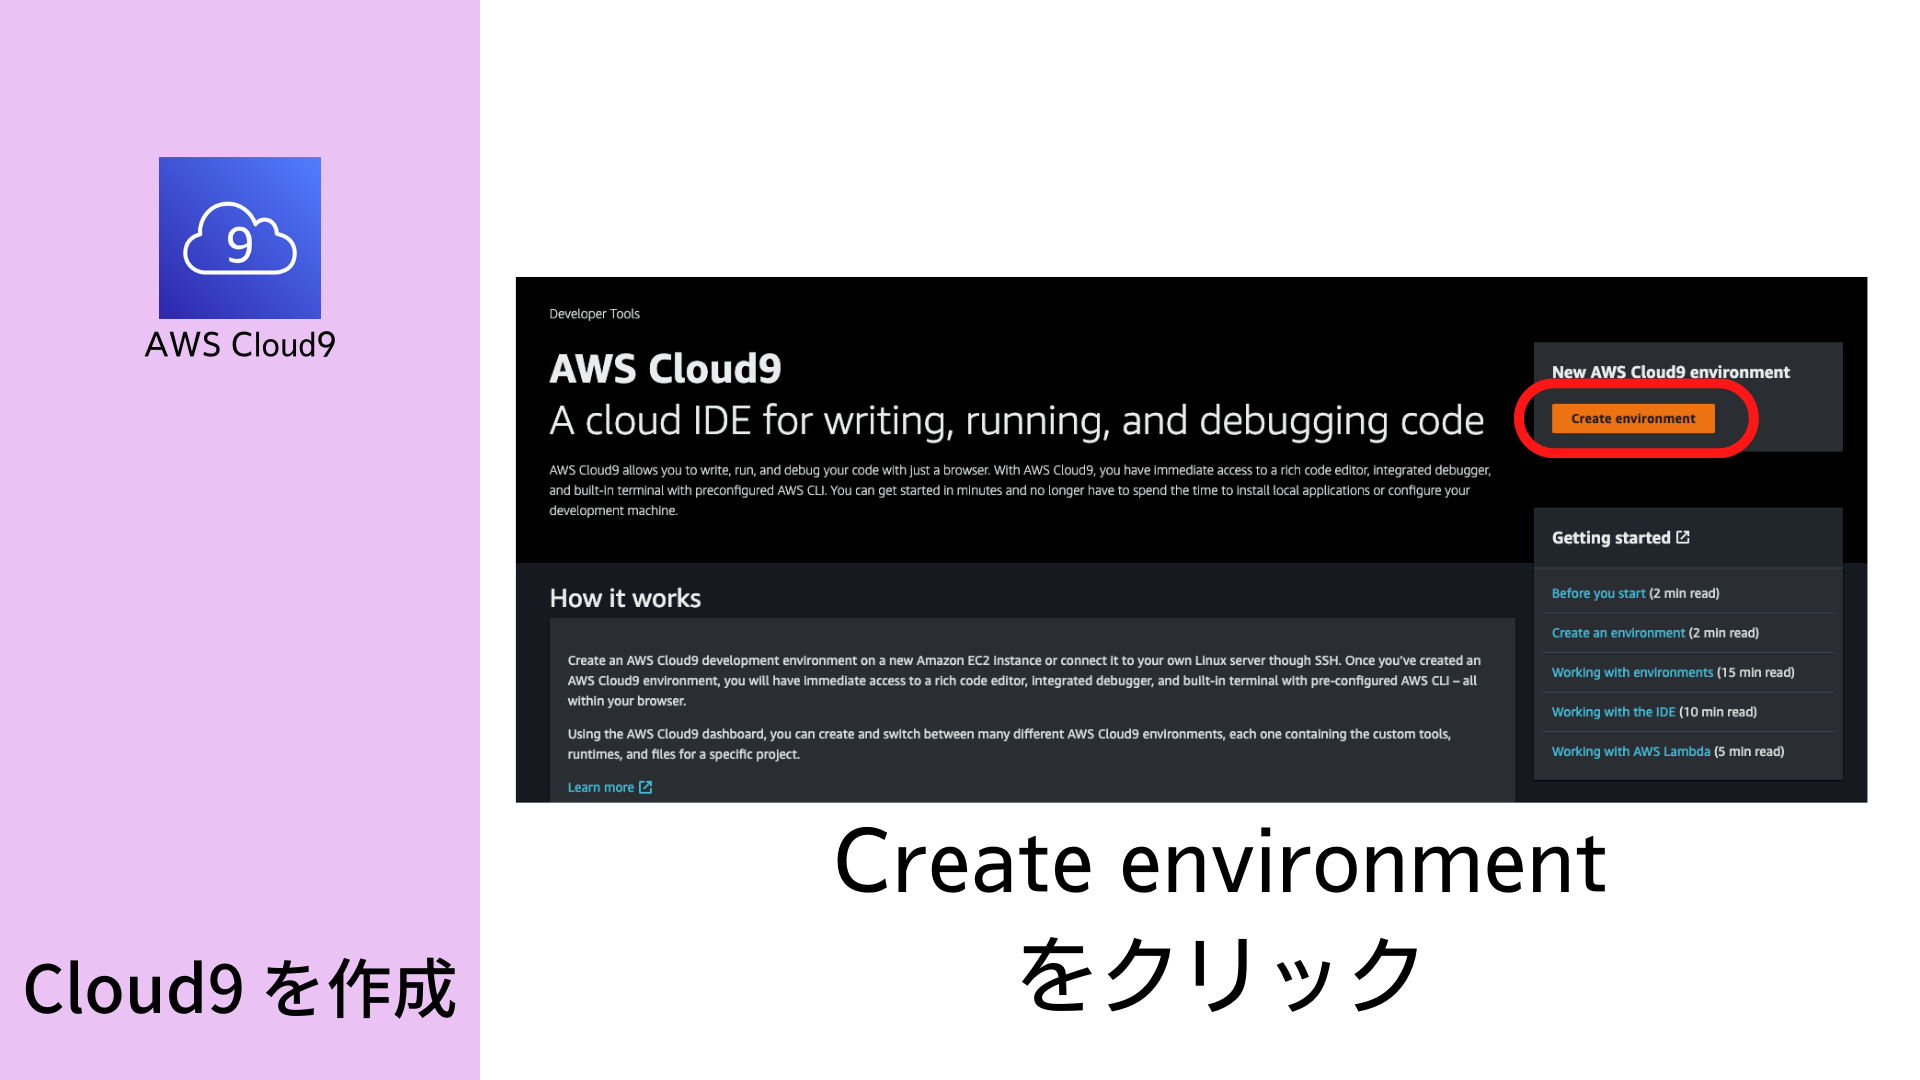 9
AWS Cloud9
Cloud9 を作成
Developer Tools
AWS Cloud9
A cloud IDE for writing, running, and debugging code
AWS Cloud9 allows you to write, run, and debug your code with just a browser. With AWS Cloud9, you have immediate access to a rich code editor, integrated debugger,
and built-in terminal with preconfigured AWS CLI. You can get started in minutes and no longer have to spend the time to install local applications or configure your
development machine.
New AWS Cloud9 environment
Create environment
How it works
Create an AWS Cloud9 development environment on a new Amazon EC2 instance or connect it to your own Linux server though SSH. Once you've created an
AWS Cloud9 environment, you will have immediate access to a rich code editor, integrated debugger, and built-in terminal with pre-configured AWS CLI – all
within your browser.
Using the AWS Cloud9 dashboard, you can create and switch between many different AWS Cloud9 environments, each one containing the custom tools,
runtimes, and files for a specific project.
Learn more
Getting started
Before you start (2 min read)
Create an environment (2 min read)
Working with environments (15 min read)
Working with the IDE (10 min read)
Working with AWS Lambda (5 min read)
Create environment
をクリック